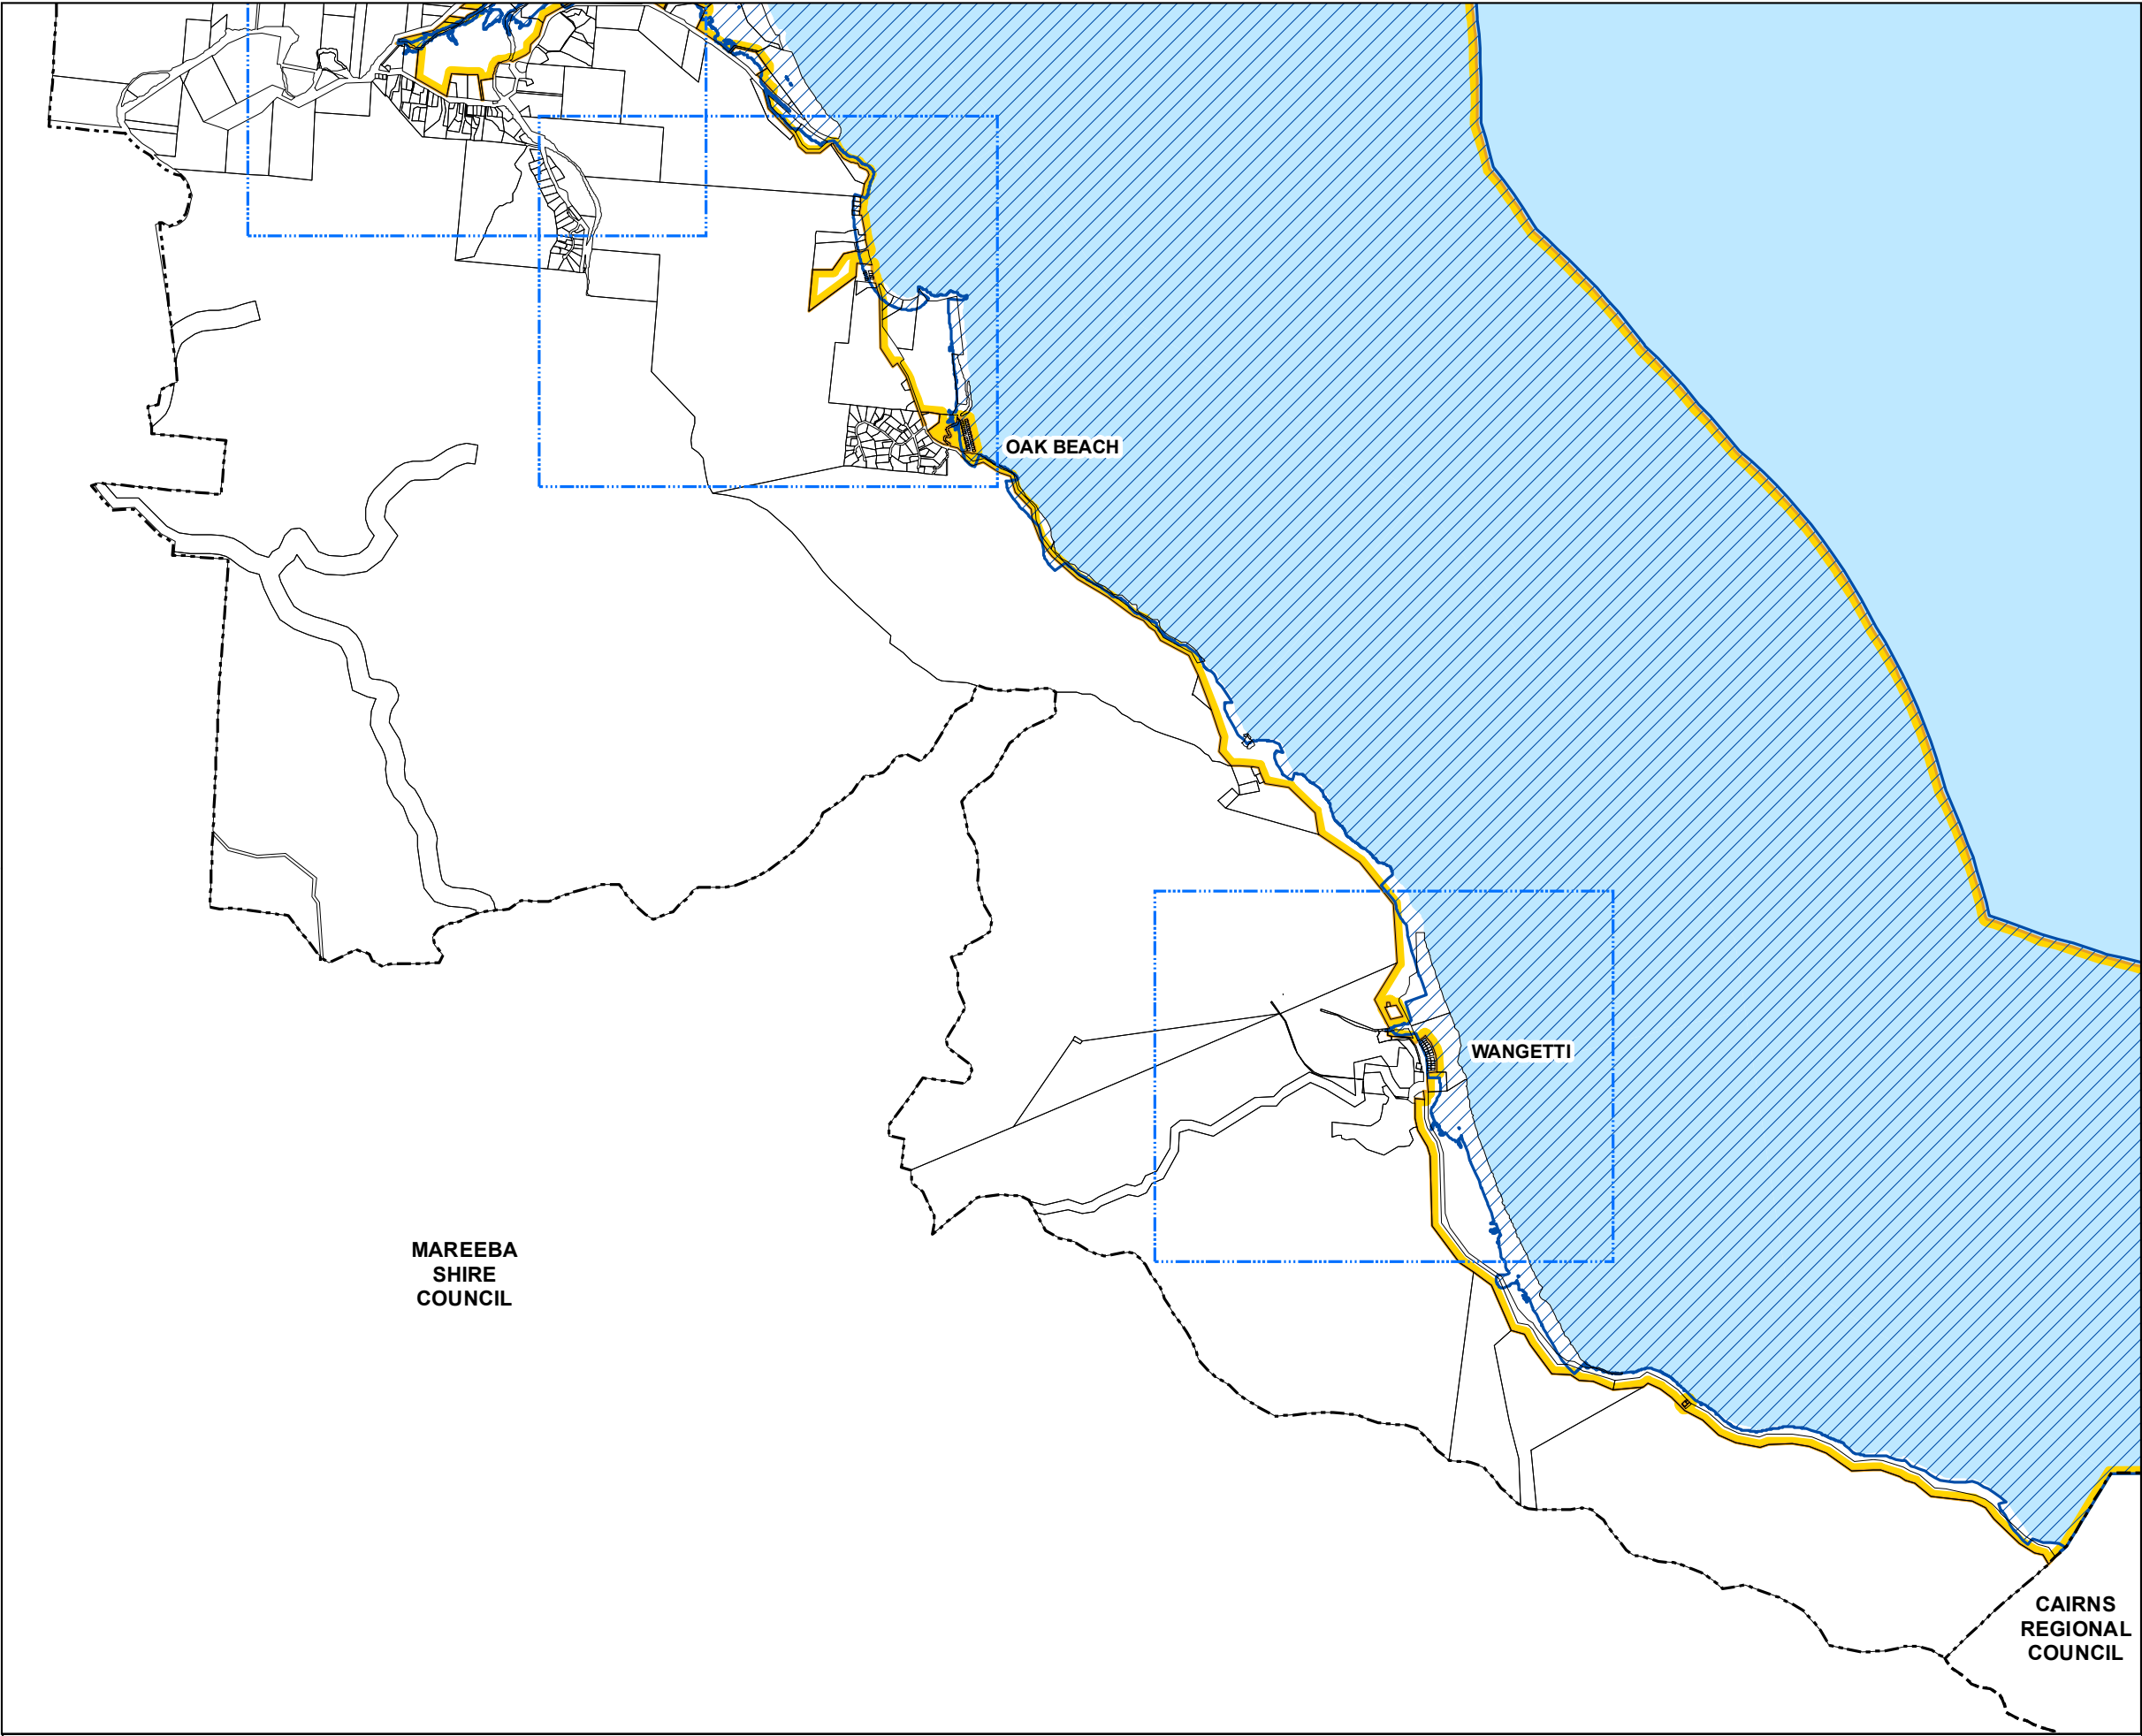 OAK BEACH
WANGETTI
MAREEBA
SHIRE
COUNCIL
CAIRNS
REGIONAL
COUNCIL